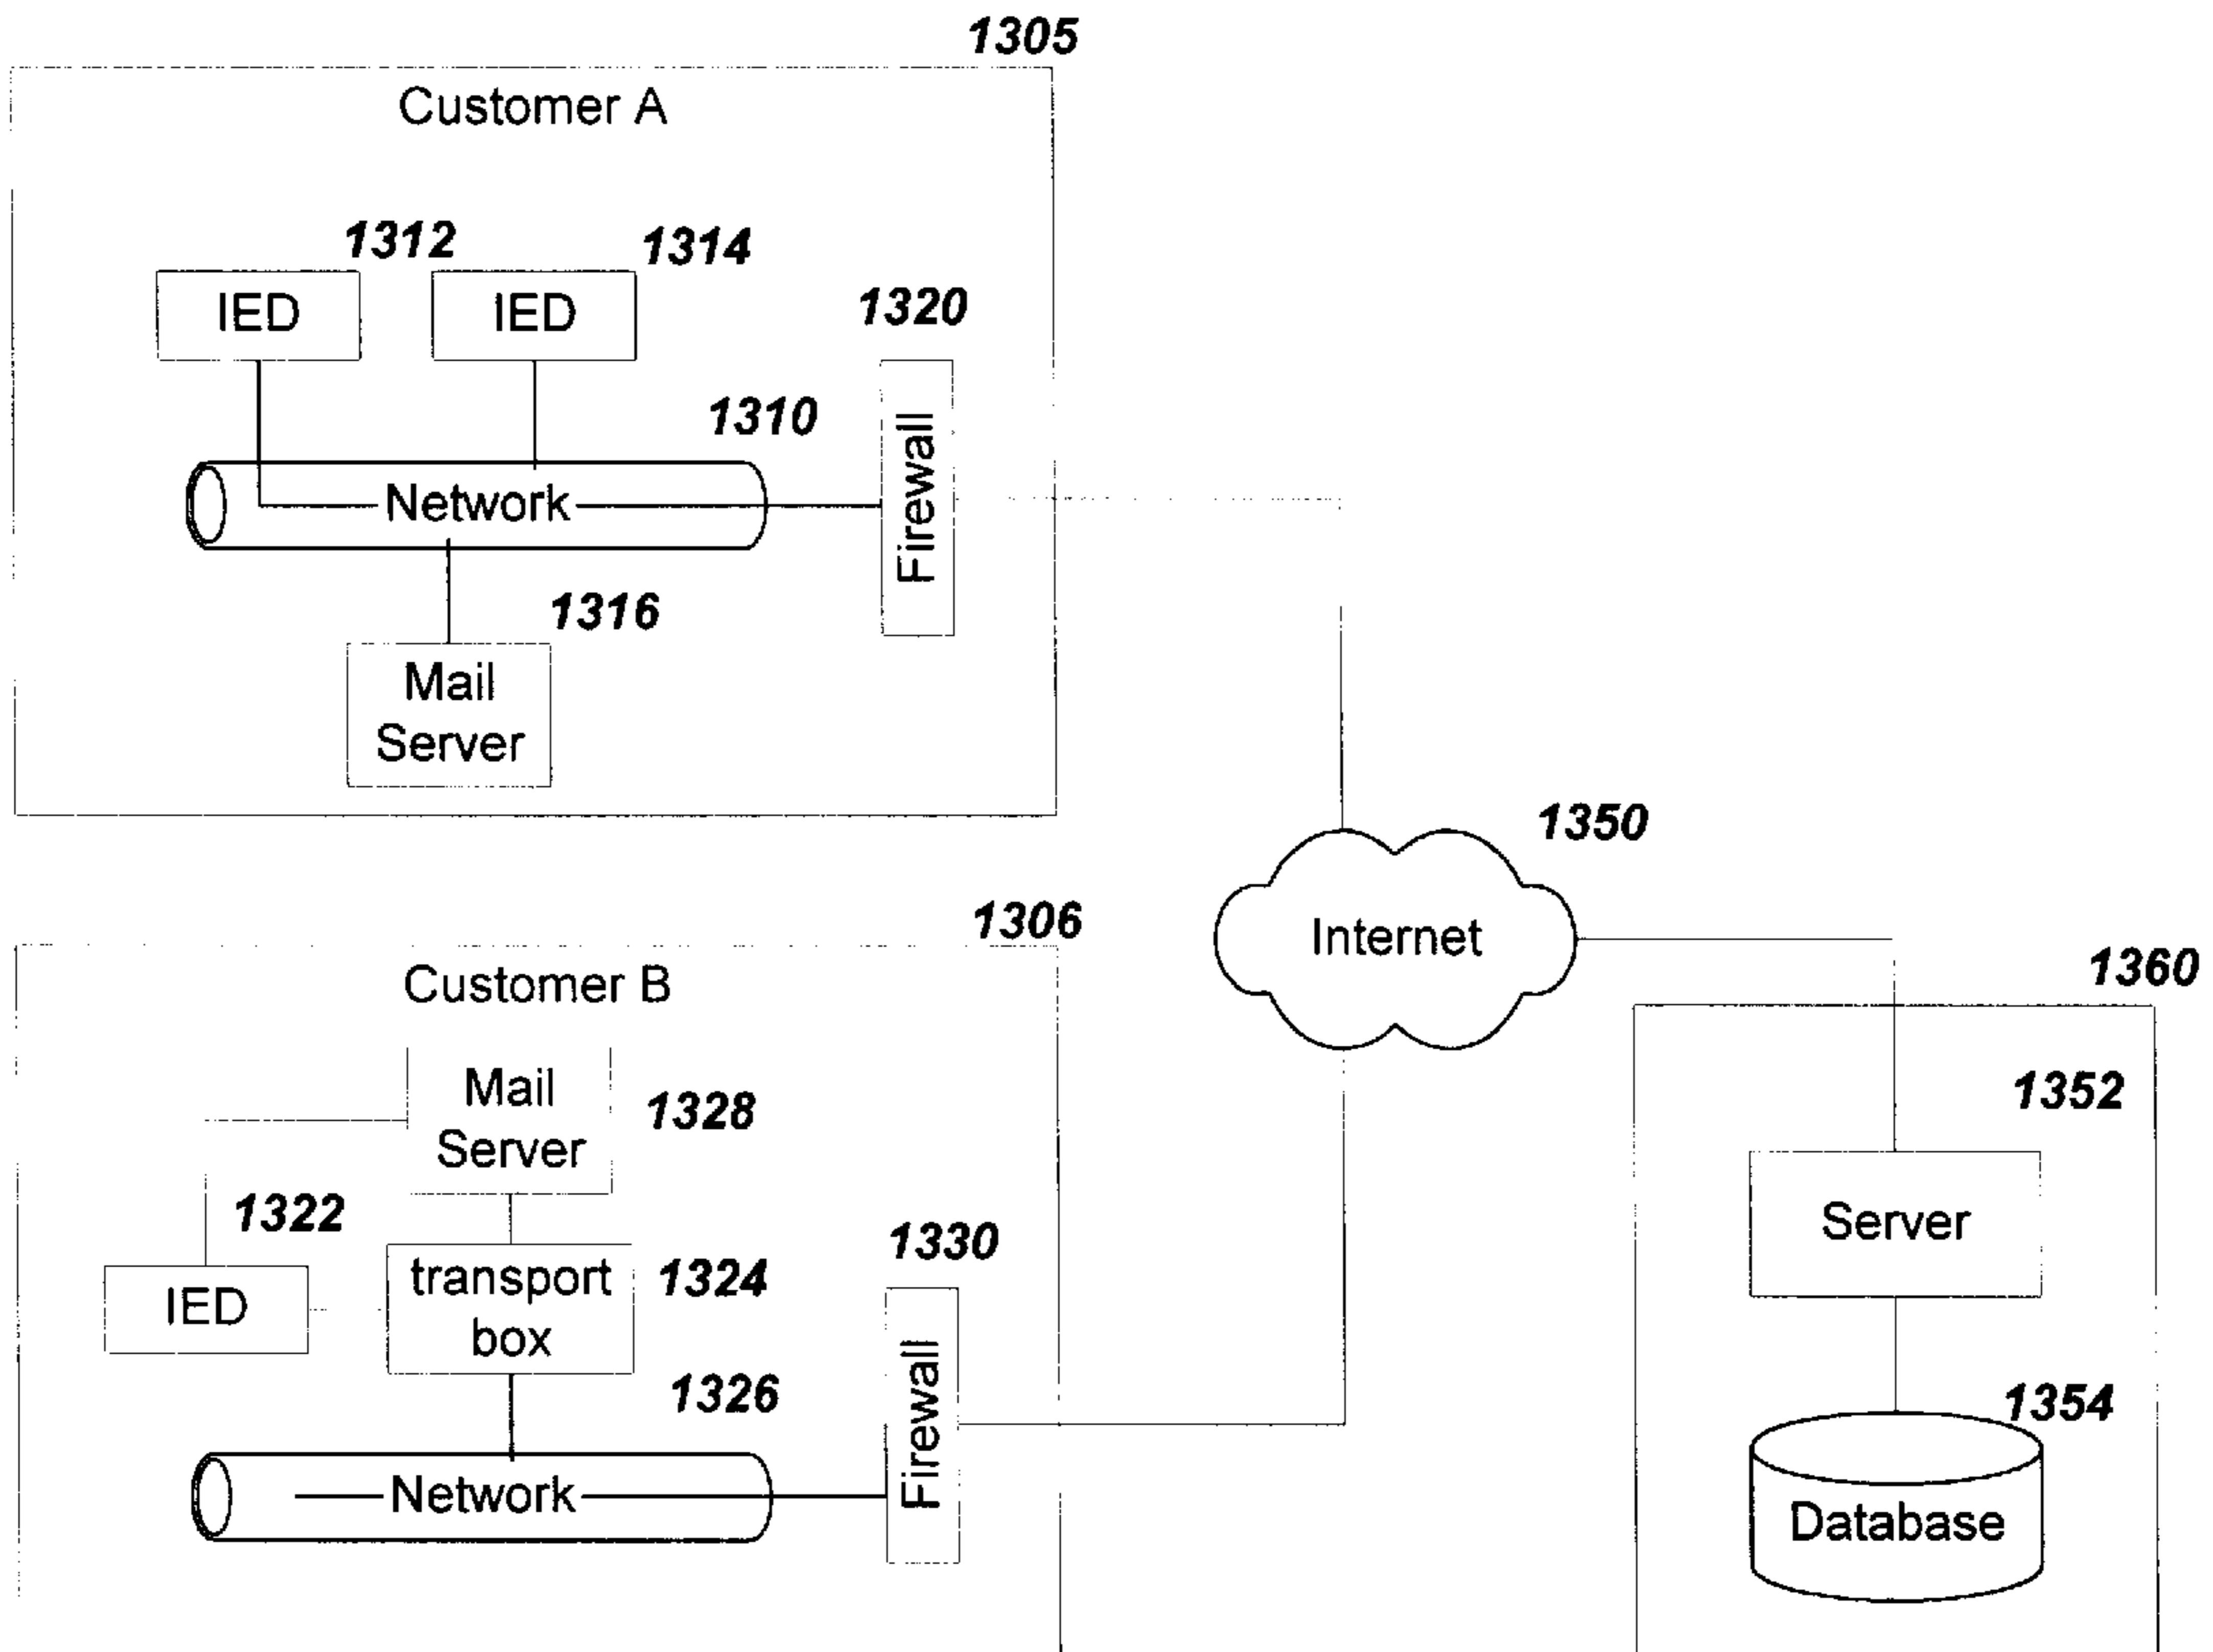 1305
Customer A
1312
1314
IED
IED
1320
1310
Firewall
Network
1316
Mail
Server
1350
Internet
1306
Customer B
1360
Mail
Server
1328
1352
1322
1330
Server
transport
box
1324
IED
1326
Firewall
1354
Network
Database